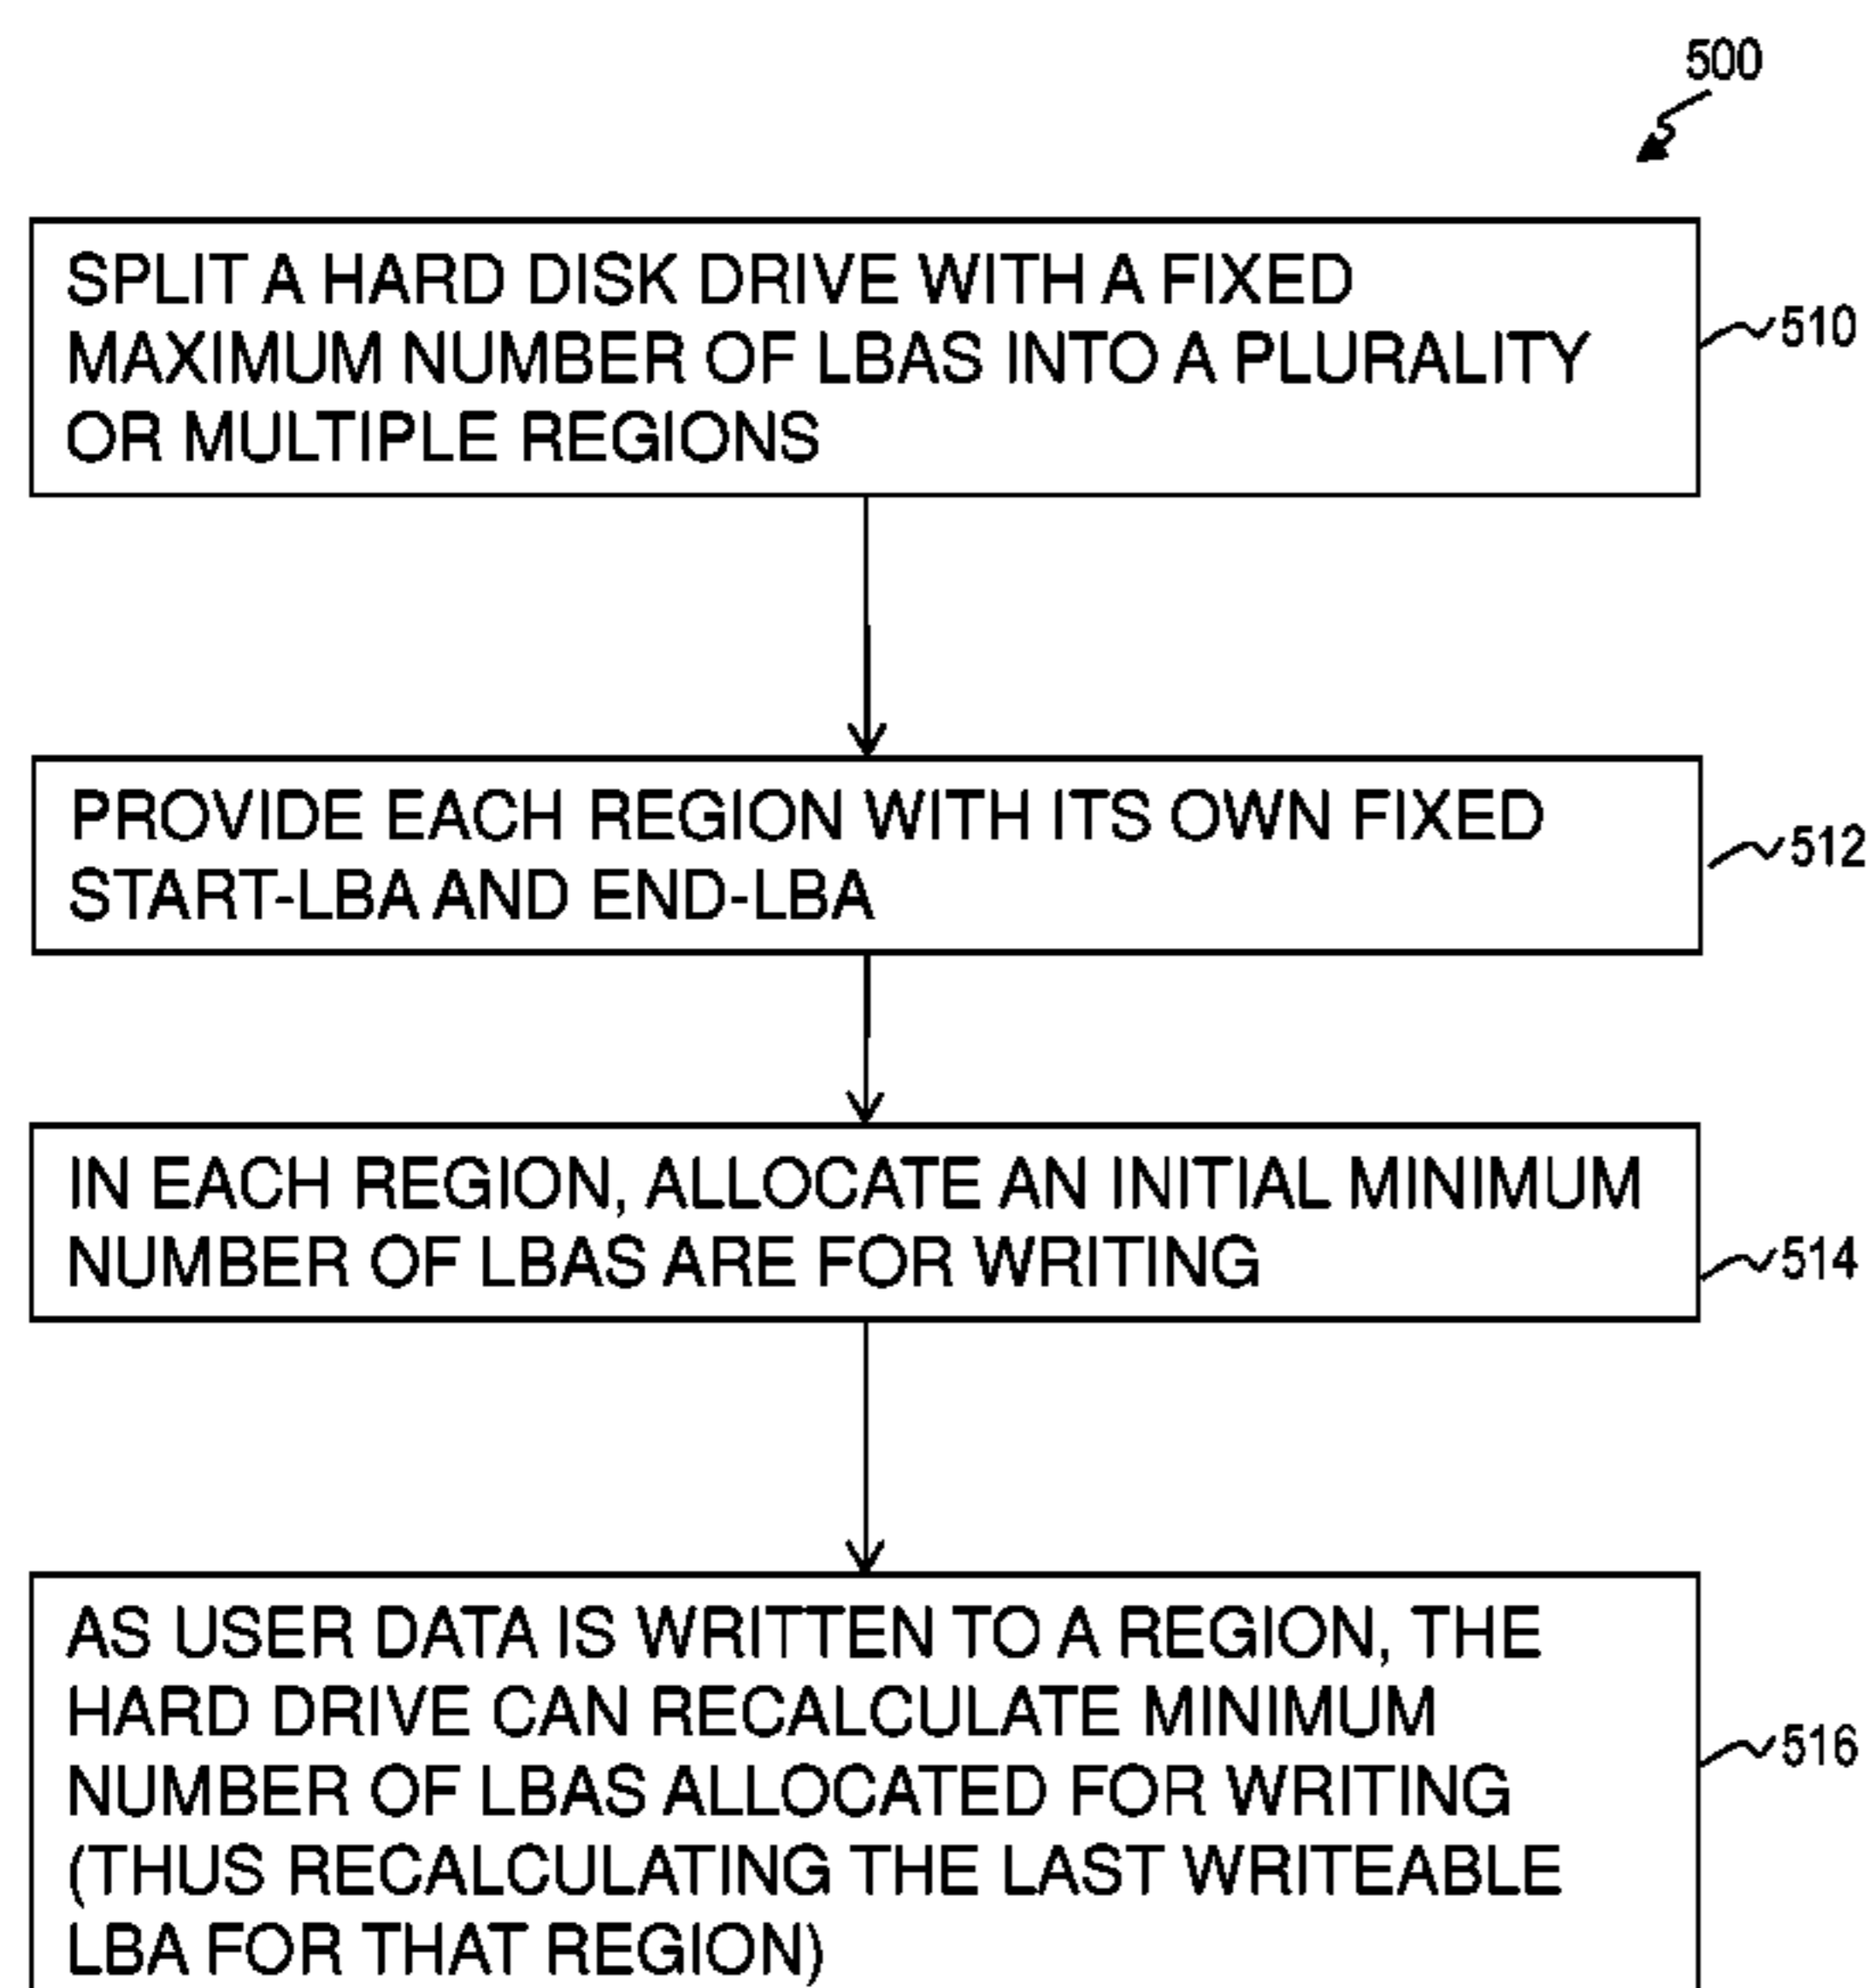 500
SPLIT A HARD DISK DRIVE WITH A FIXED
MAXIMUM NUMBER OF LBAS INTO A PLURALITY
OR MULTIPLE REGIONS
510
PROVIDE EACH REGION WITH ITS OWN FIXED
START-LBA AND END-LBA
512
IN EACH REGION, ALLOCATE AN INITIAL MINIMUM
NUMBER OF LBAS ARE FOR WRITING
514
AS USER DATA IS WRITTEN TO A REGION, THE
HARD DRIVE CAN RECALCULATE MINIMUM
NUMBER OF LBAS ALLOCATED FOR WRITING
(THUS RECALCULATING THE LAST WRITEABLE
LBA FOR THAT REGION)
516